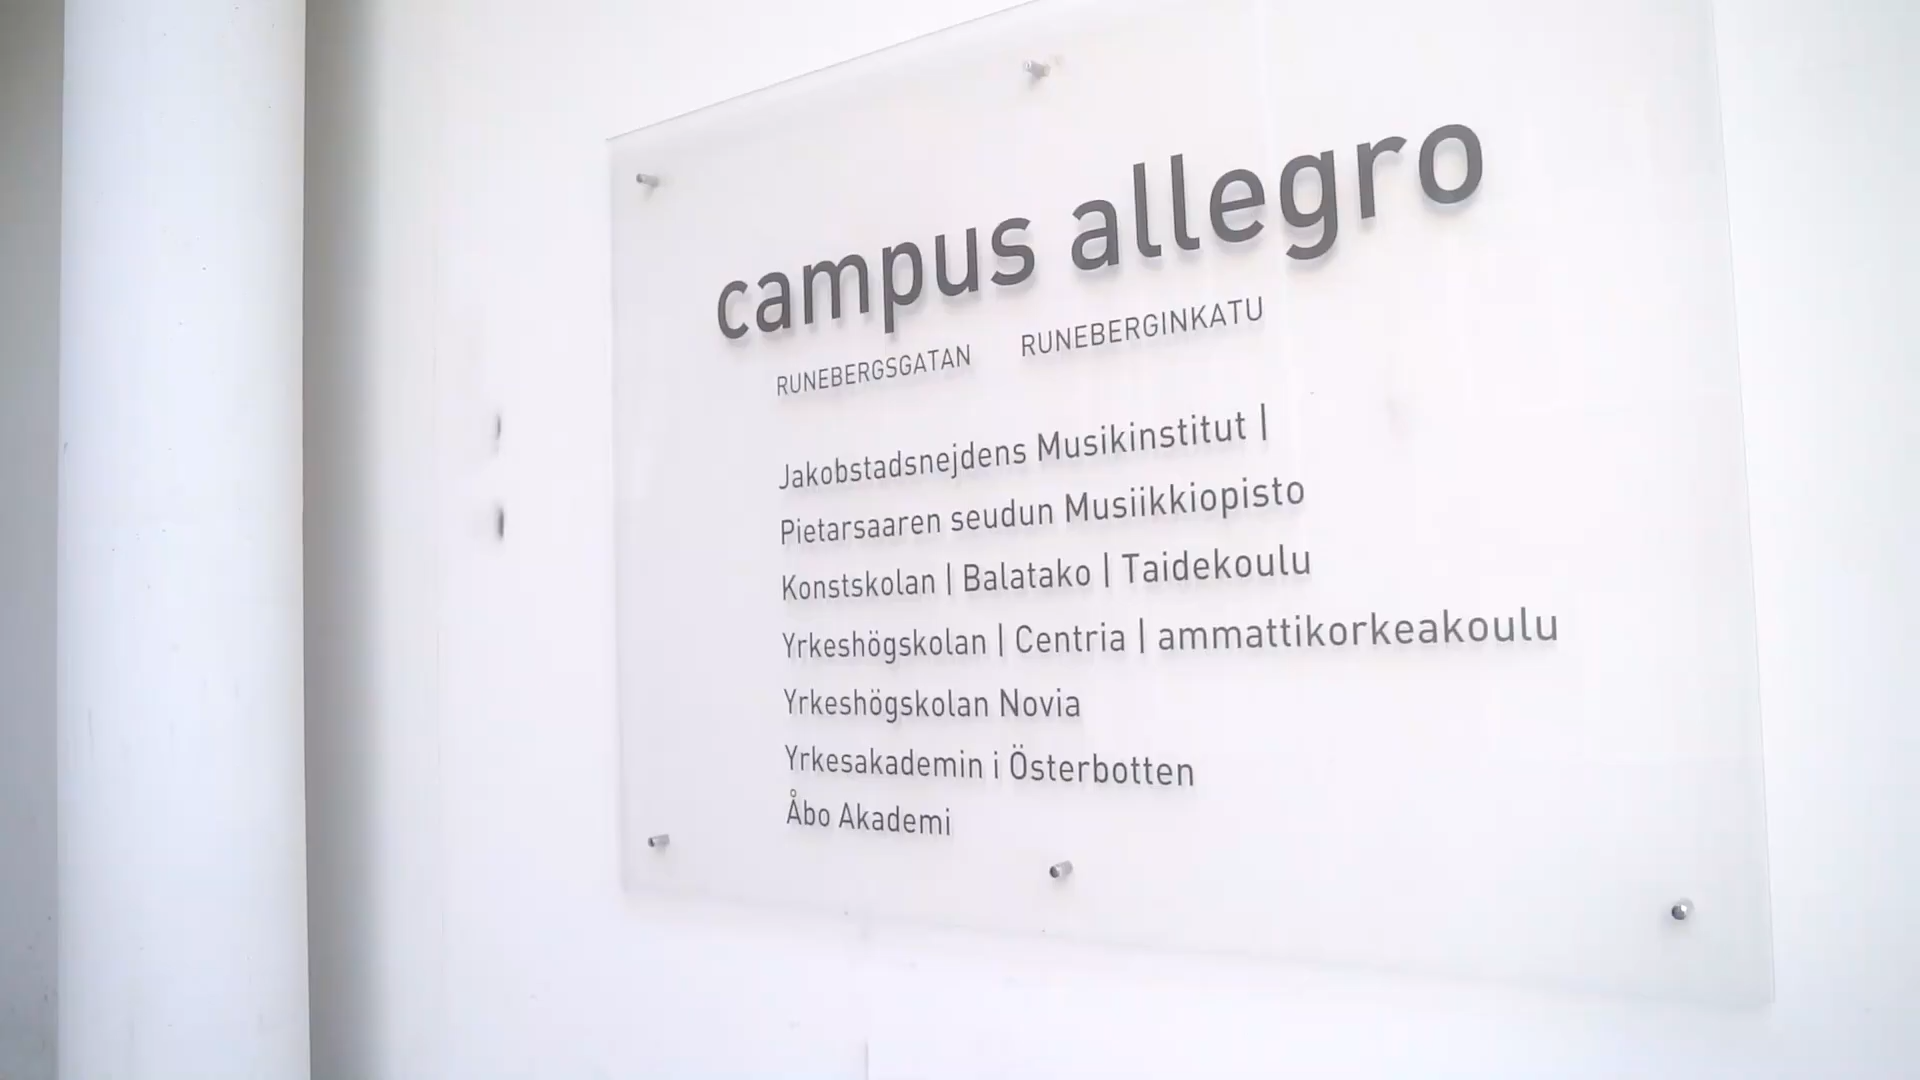 campus allegro
RUNEBERGSGATAN RUNEBERGINKATU
Jakobstadsnejdens Musikinstitut |
Pietarsaaren seudun Musiikkiopisto
Konstskolan | Balatako | Taidekoulu
Yrkeshögskolan | Centria | ammattikorkeakoulu
Yrkeshögskolan Novia
Yrkesakademin i Österbotten
Åbo Akademi